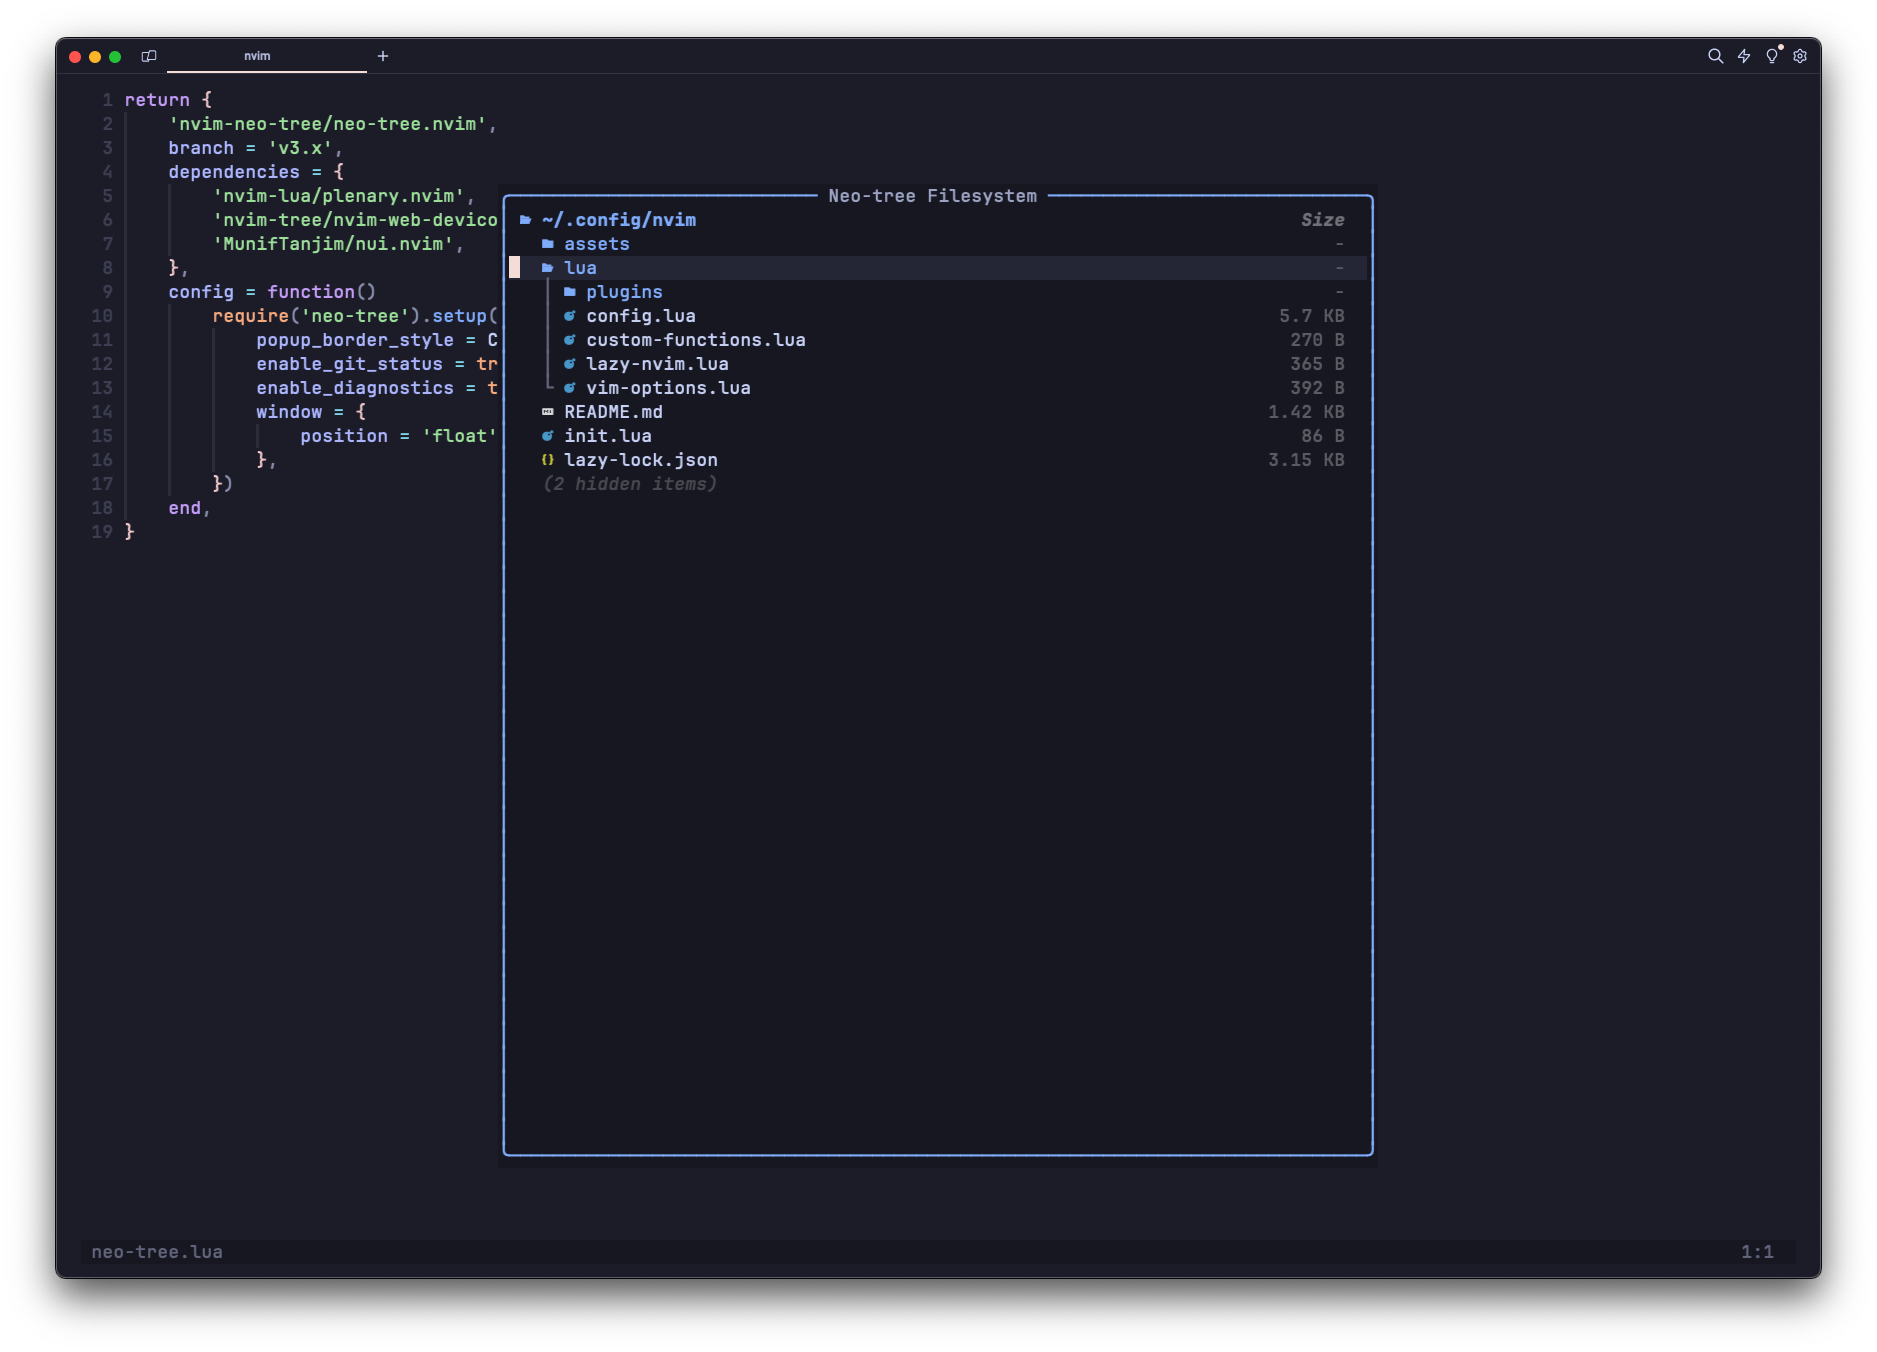 nvim
1 return {
2 'nvim-neo-tree/neo-tree.nvim',
3 branch = 'v3.x',
4 dependencies = {
5 'nvim-lua/plenary.nvim',
6 'nvim-tree/nvim-web-devico
7 'MunifTanjim/nui.nvim',
8 },
9 config = function()
10 require('neo-tree').setup(
11 popup_border_style = C
12 enable_git_status = tr
13 enable_diagnostics = t
14 window = {
15 position = 'float'
16 },
17 })
18 end,
19 }
Neo-tree Filesystem
~/.config/nvim Size
assets -
lua -
plugins -
config.lua 5.7 KB
custom-functions.lua 270 B
lazy-nvim.lua 365 B
vim-options.lua 392 B
README.md 1.42 KB
init.lua 86 B
lazy-lock.json 3.15 KB
(2 hidden items)
neo-tree.lua 1:1